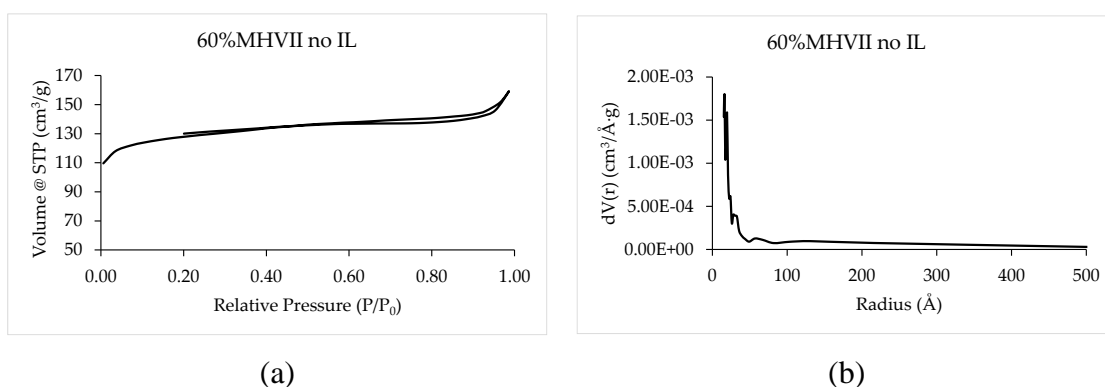 60%MHVII no IL
170
150
130
110
90
70
50
Volume @ STP (cm³/g)
0.00 0.20 0.40 0.60 0.80 1.00
Relative Pressure (P/P₀)
(a)
60%MHVII no IL
2.00E-03
1.50E-03
1.00E-03
5.00E-04
0.00E+00
dV(r) (cm³/Å·g)
0 100 200 300 400 500
Radius (Å)
(b)